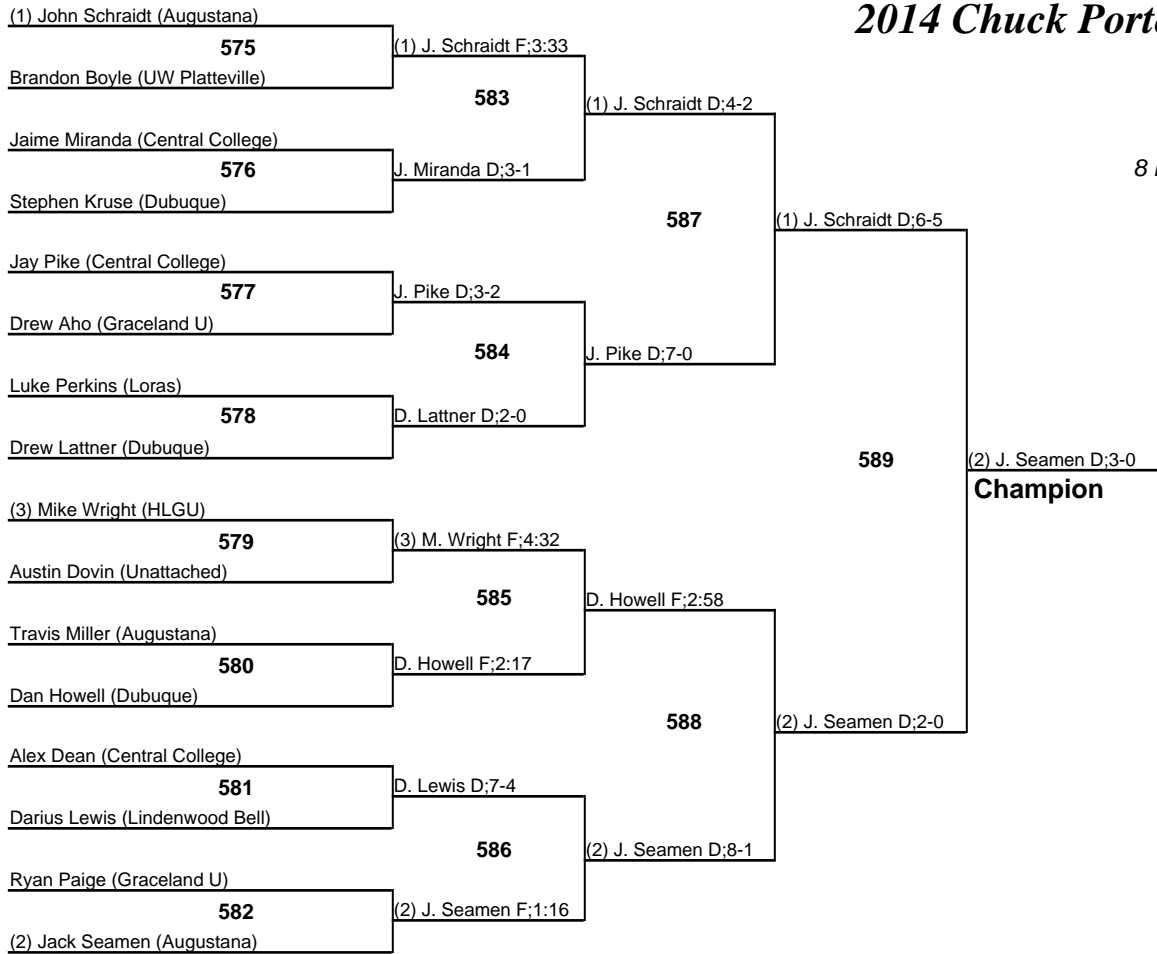 2014 Chuck Porte
8
(1) John Schraidt (Augustana)
575
Brandon Boyle (UW Platteville)
(1) J. Schraidt F;3:33
583
Jaime Miranda (Central College)
576
Stephen Kruse (Dubuque)
J. Miranda D;3-1
(1) J. Schraidt D;4-2
587
Jay Pike (Central College)
577
Drew Aho (Graceland U)
J. Pike D;3-2
584
Luke Perkins (Loras)
578
Drew Lattner (Dubuque)
D. Lattner D;2-0
J. Pike D;7-0
(1) J. Schraidt D;6-5
589
(3) Mike Wright (HLGU)
579
Austin Dovin (Unattached)
(3) M. Wright F;4:32
585
Travis Miller (Augustana)
580
Dan Howell (Dubuque)
D. Howell F;2:17
D. Howell F;2:58
588
Alex Dean (Central College)
581
Darius Lewis (Lindenwood Bell)
D. Lewis D;7-4
586
Ryan Paige (Graceland U)
582
(2) Jack Seamen (Augustana)
(2) J. Seamen F;1:16
(2) J. Seamen D;8-1
(2) J. Seamen D;2-0
(2) J. Seamen D;3-0
Champion